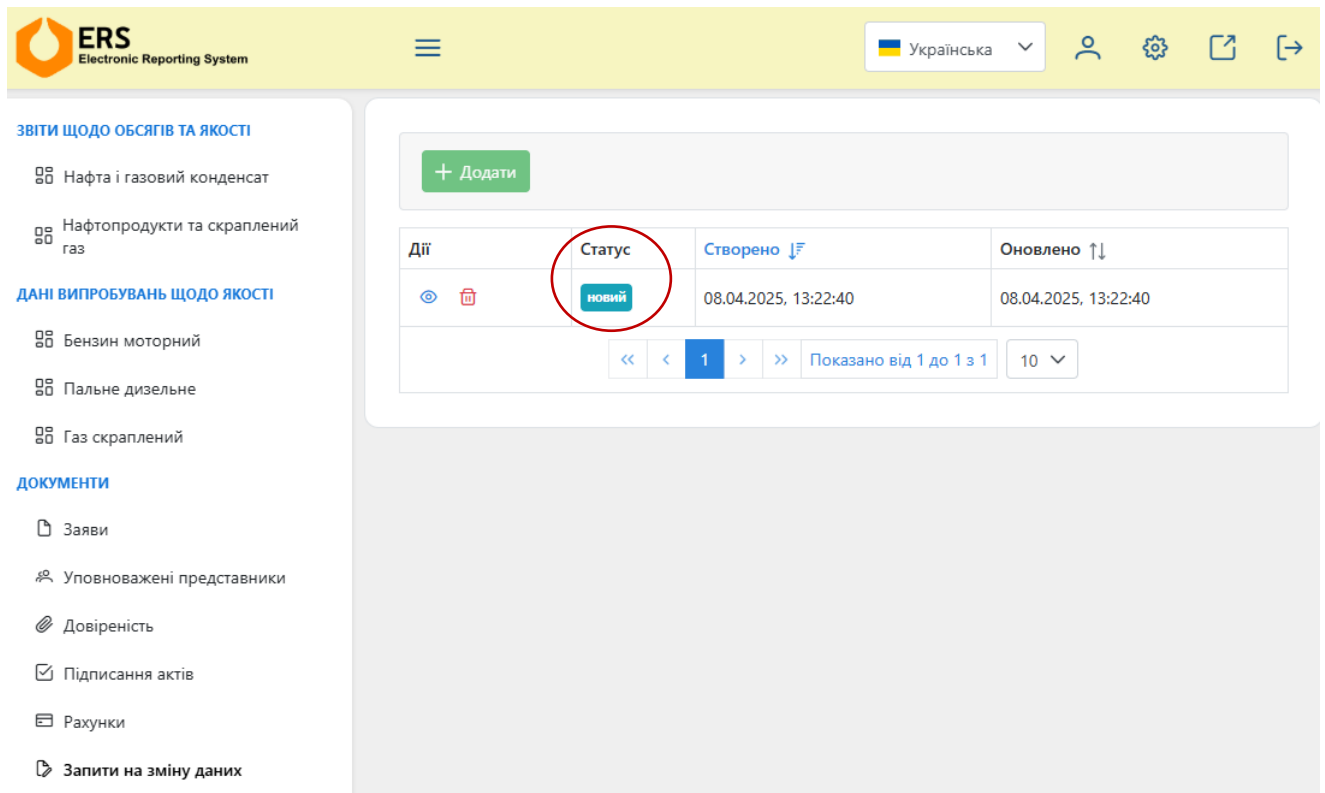 ERS
Electronic Reporting System
Українська
ЗВІТИ ЩОДО ОБСЯГІВ ТА ЯКОСТІ
Нафта і газовий конденсат
Нафтопродукти та скраплений
газ
ДАНІ ВИПРОБУВАНЬ ЩОДО ЯКОСТІ
Бензин моторний
Пальне дизельне
Газ скраплений
ДОКУМЕНТИ
Заяви
Уповноважені представники
Довіреність
Підписання актів
Рахунки
Запити на зміну даних
+ Додати
Дії Статус Створено Оновлено
новий 08.04.2025, 13:22:40 08.04.2025, 13:22:40
« < 1 > » Показано від 1 до 1 з 1 10